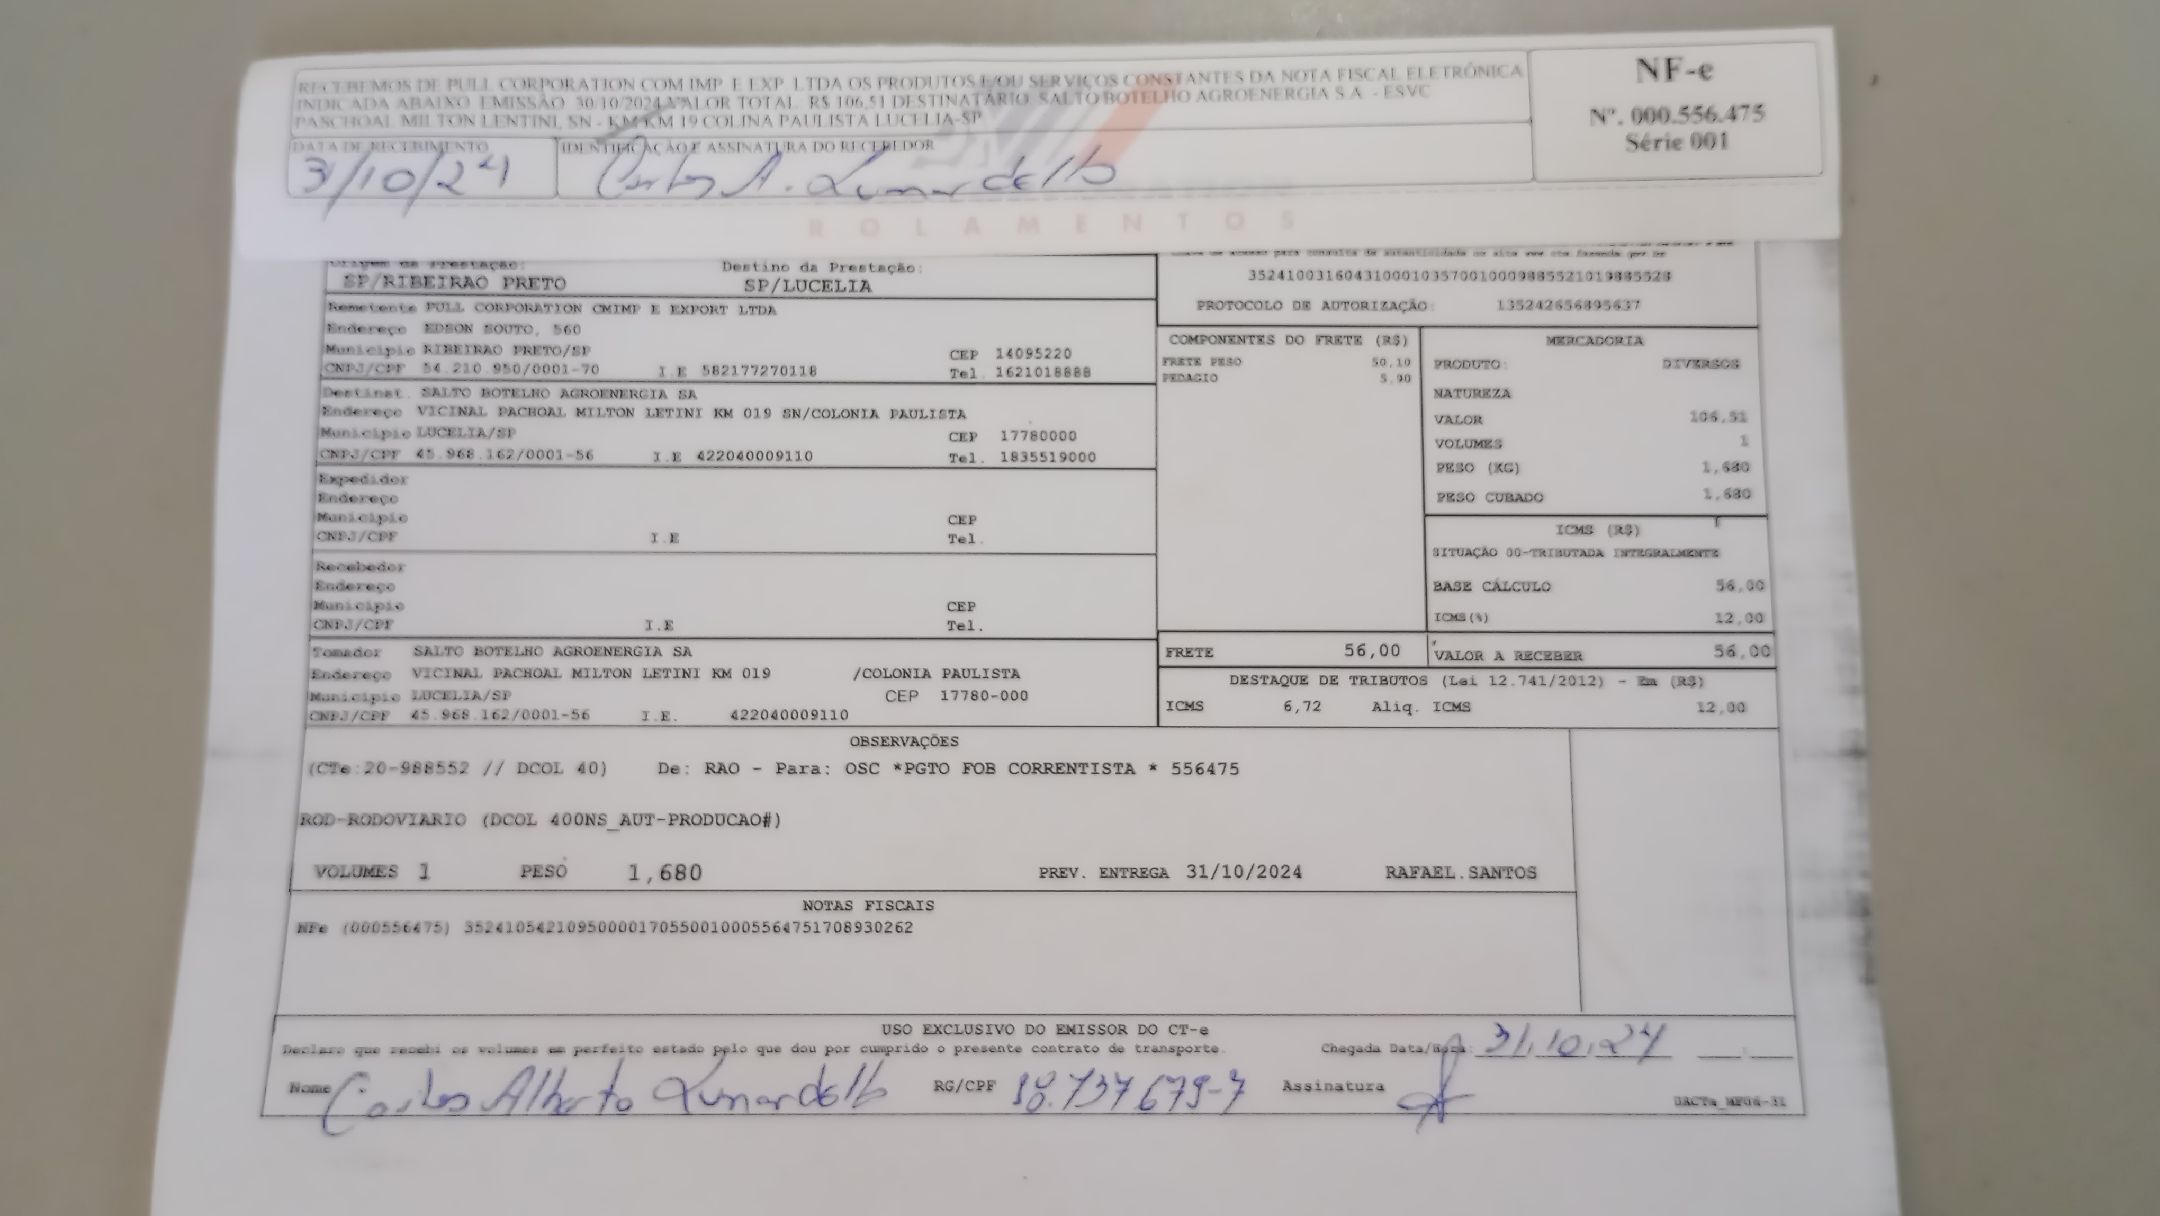 RECEBEMOS DE PULL CORPORATION COM IMP E EXP LTDA OS PRODUTOS E/OU SERVIÇOS CONSTANTES DA NOTA FISCAL ELETRÔNICA
INDICADA ABAIXO EMISSÃO 30/10/2024 VALOR TOTAL R$ 106,51 DESTINATÁRIO SALTO BOTELHO AGROENERGIA S.A - ESVC
PASCHOAL MILTON LENTINI, SN - KM KM 19 COLINA PAULISTA LUCELIA-SP
NF-e
Nº. 000.556.475
Série 001
DATA DE RECEBIMENTO
31/10/24
IDENTIFICAÇÃO E ASSINATURA DO RECEBEDOR
Carlos A. Lunardello
ROLAMENTOS
Origem da Prestação:
SP/RIBEIRAO PRETO
Destino da Prestação:
SP/LUCELIA
35241003160431000103570010009885521019885528
PROTOCOLO DE AUTORIZAÇÃO: 135242656895637
Remetente PULL CORPORATION CMIMP E EXPORT LTDA
Endereço EDSON SOUTO, 560
Municipio RIBEIRAO PRETO/SP CEP 14095220
CNPJ/CPF 54.210.950/0001-70 I.E 582177270118 Tel. 1621018888
Destinat. SALTO BOTELHO AGROENERGIA SA
Endereço VICINAL PACHOAL MILTON LETINI KM 019 SN/COLONIA PAULISTA
Municipio LUCELIA/SP CEP 17780000
CNPJ/CPF 45.968.162/0001-56 I.E 422040009110 Tel. 1835519000
Expedidor
Endereço
Municipio CEP
CNPJ/CPF I.E Tel.
Recebedor
Endereço
Municipio CEP
CNPJ/CPF I.E Tel.
Tomador SALTO BOTELHO AGROENERGIA SA
Endereço VICINAL PACHOAL MILTON LETINI KM 019 /COLONIA PAULISTA
Municipio LUCELIA/SP CEP 17780-000
CNPJ/CPF 45.968.162/0001-56 I.E. 422040009110
COMPONENTES DO FRETE (R$)
FRETE PESO 50,10
PEDAGIO 5,90
MERCADORIA
PRODUTO: DIVERSOS
NATUREZA
VALOR 106,51
VOLUMES 1
PESO (KG) 1,680
PESO CUBADO 1,680
ICMS (R$)
SITUAÇÃO 00-TRIBUTADA INTEGRALMENTE
BASE CÁLCULO 56,00
ICMS(%) 12,00
FRETE 56,00
VALOR A RECEBER 56,00
DESTAQUE DE TRIBUTOS (Lei 12.741/2012) - Em (R$)
ICMS 6,72 Aliq. ICMS 12,00
OBSERVAÇÕES
(CTe:20-988552 // DCOL 40) De: RAO - Para: OSC *PGTO FOB CORRENTISTA * 556475
ROD-RODOVIARIO (DCOL 400NS_AUT-PRODUCAO#)
VOLUMES 1 PESO 1,680 PREV. ENTREGA 31/10/2024 RAFAEL.SANTOS
NOTAS FISCAIS
NFe (000556475) 35241054210950000170550010005564751708930262
USO EXCLUSIVO DO EMISSOR DO CT-e
Declaro que recebi os volumes em perfeito estado pelo que dou por cumprido o presente contrato de transporte. Chegada Data/Hora: 31.10.24
Nome Carlos Alberto Lunardello RG/CPF 18.737679-7 Assinatura